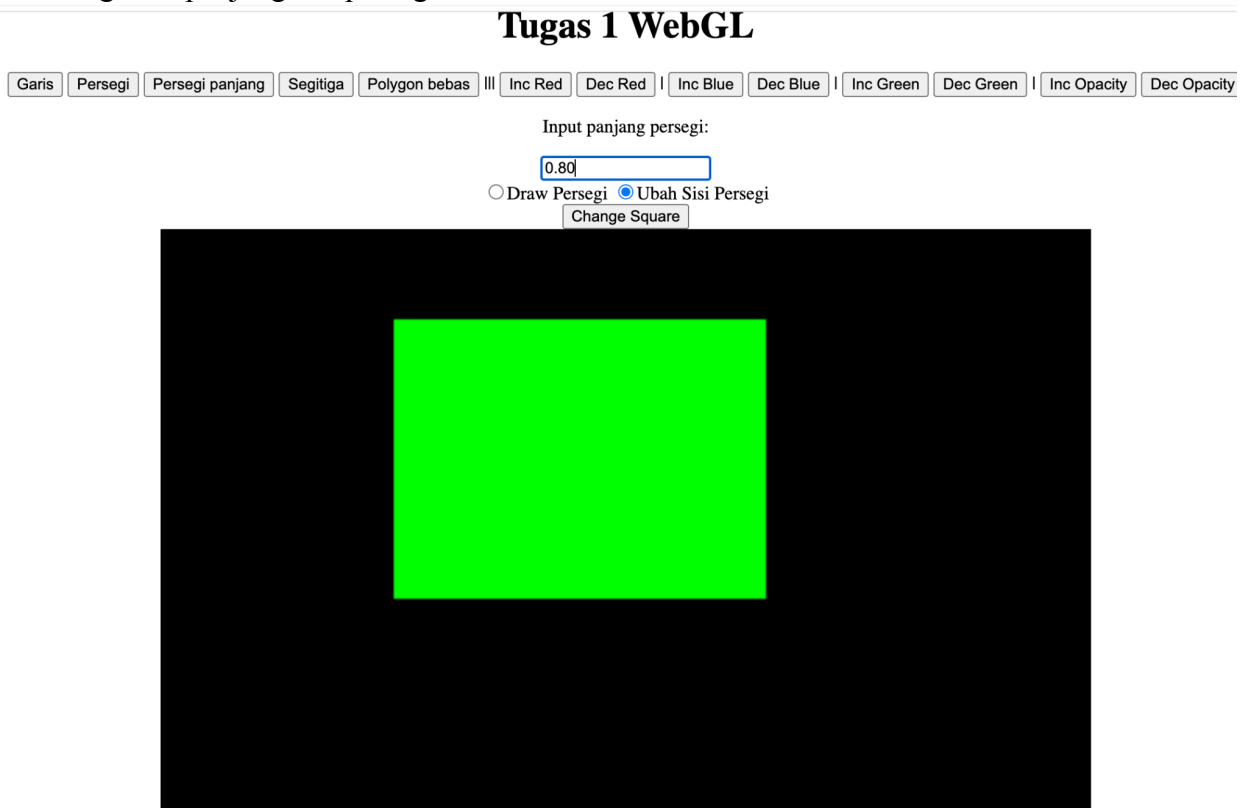 Tugas 1 WebGL
Garis Persegi Persegi panjang Segitiga Polygon bebas ||| Inc Red Dec Red | Inc Blue Dec Blue | Inc Green Dec Green | Inc Opacity Dec Opacity
Input panjang persegi:
0.80
Draw Persegi Ubah Sisi Persegi
Change Square